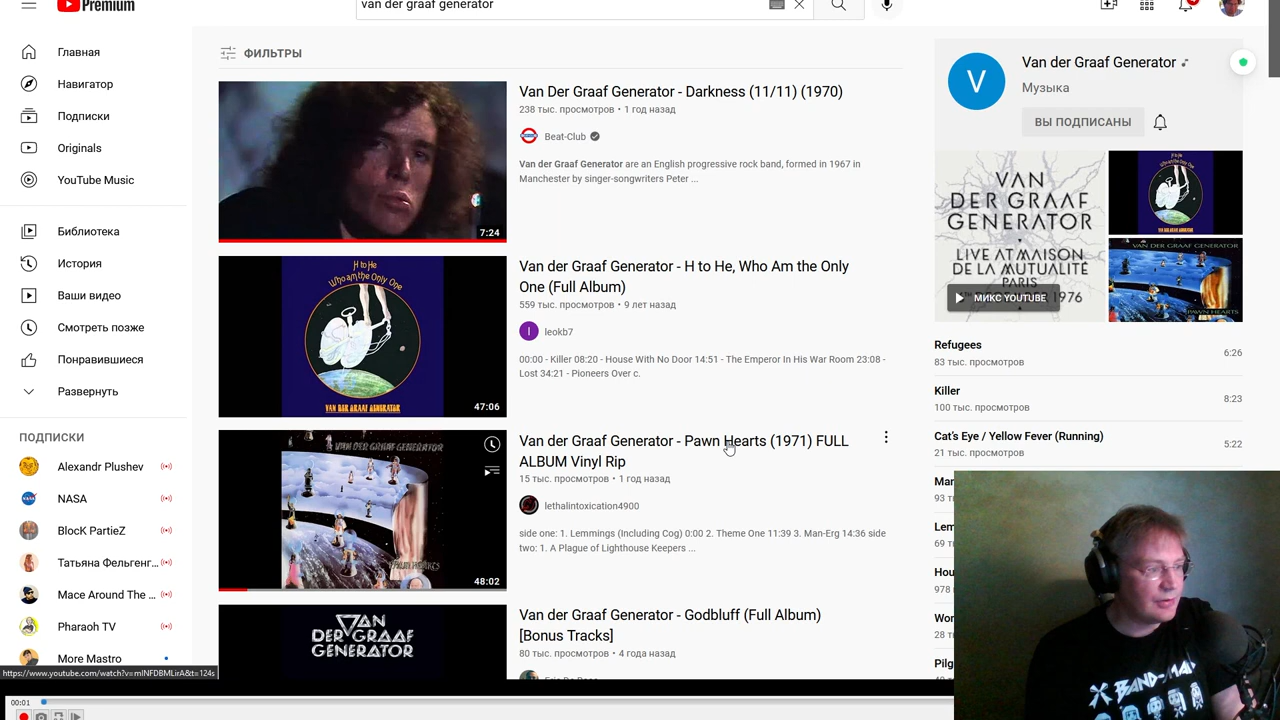 Premium
van der graaf generator
Главная
Навигатор
Подписки
Originals
YouTube Music
Библиотека
История
Ваши видео
Смотреть позже
Понравившиеся
Развернуть
ПОДПИСКИ
Alexandr Plushev
NASA
BlocK PartieZ
Татьяна Фельгенг...
Mace Around The ...
Pharaoh TV
More Mastro
ФИЛЬТРЫ
7:24
Van Der Graaf Generator - Darkness (11/11) (1970)
238 тыс. просмотров • 1 год назад
Beat-Club
Van der Graaf Generator are an English progressive rock band, formed in 1967 in
Manchester by singer-songwriters Peter ...
H to He
Who am the Only One
VAN DER GRAAF GENERATOR
47:06
Van der Graaf Generator - H to He, Who Am the Only
One (Full Album)
559 тыс. просмотров • 9 лет назад
leokb7
00:00 - Killer 08:20 - House With No Door 14:51 - The Emperor In His War Room 23:08 -
Lost 34:21 - Pioneers Over c.
VAN DER GRAAF GENERATOR
PAWN HEARTS
48:02
Van der Graaf Generator - Pawn Hearts (1971) FULL
ALBUM Vinyl Rip
15 тыс. просмотров • 1 год назад
lethalintoxication4900
side one: 1. Lemmings (Including Cog) 0:00 2. Theme One 11:39 3. Man-Erg 14:36 side
two: 1. A Plague of Lighthouse Keepers ...
VAN
DER GRAAF
GENERATOR
Van der Graaf Generator - Godbluff (Full Album)
[Bonus Tracks]
80 тыс. просмотров • 4 года назад
V
Van der Graaf Generator
Музыка
ВЫ ПОДПИСАНЫ
VAN
DER GRAAF
GENERATOR
LIVE AT MAISON
DE LA MUTUALITÉ
PARIS
1976
МИКС YOUTUBE
VAN DER GRAAF GENERATOR
PAWN HEARTS
Refugees
6:26
83 тыс. просмотров
Killer
8:23
100 тыс. просмотров
Cat's Eye / Yellow Fever (Running)
5:22
21 тыс. просмотров
https://www.youtube.com/watch?v=mlNFDBMLirA&t=124s
00:01
BAND-MAID